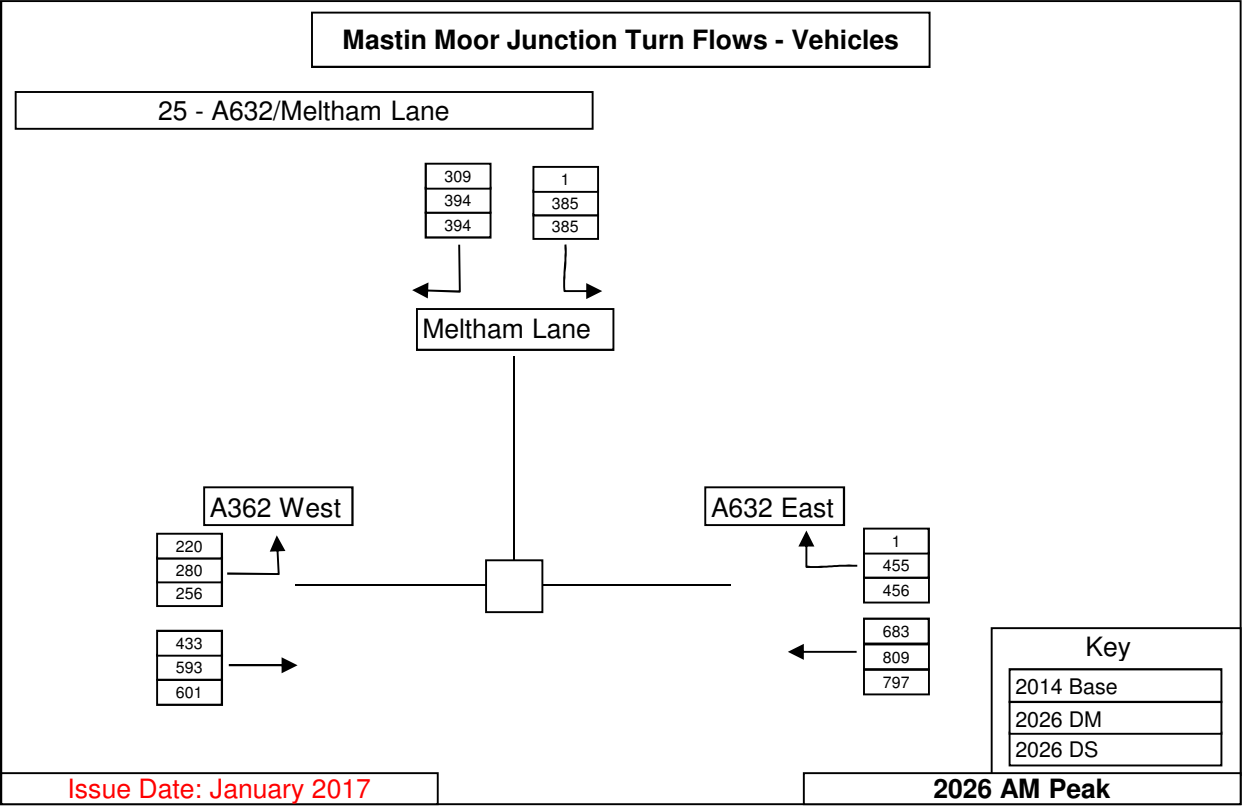 Mastin Moor Junction Turn Flows - Vehicles
25 - A632/Meltham Lane
309
394
394
1
385
385
Meltham Lane
A362 West
A632 East
220
280
256
1
455
456
433
593
601
683
809
797
Key
2014 Base
2026 DM
2026 DS
Issue Date: January 2017
2026 AM Peak